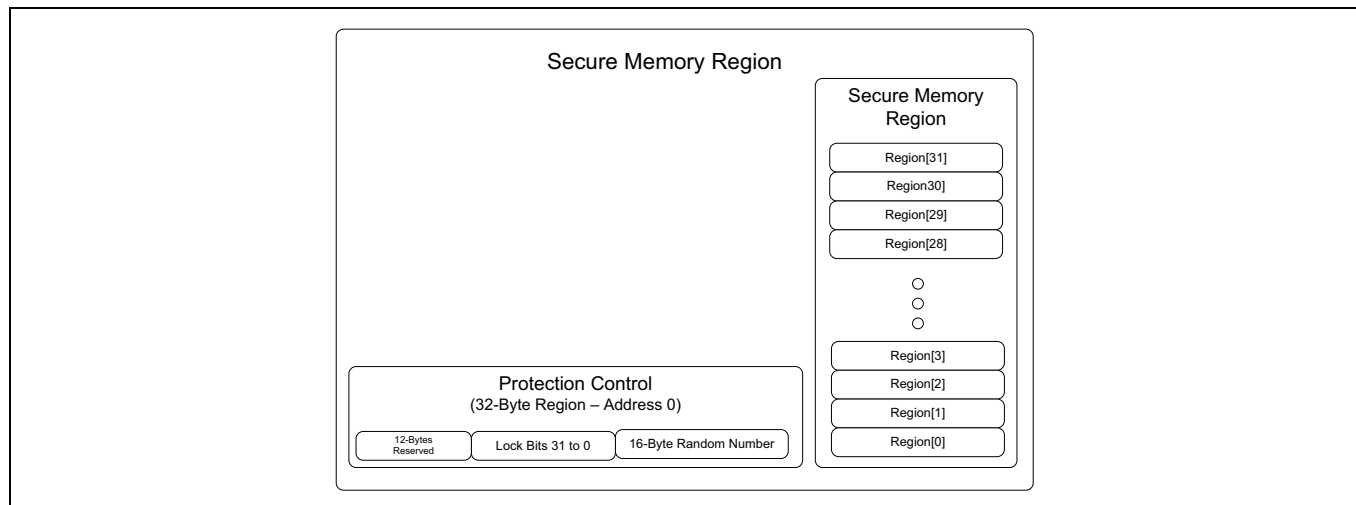 Secure Memory Region
Secure Memory
Region
Region[31]
Region30]
Region[29]
Region[28]
Region[3]
Region[2]
Region[1]
Region[0]
Protection Control
(32-Byte Region – Address 0)
12-Bytes
Reserved
Lock Bits 31 to 0
16-Byte Random Number